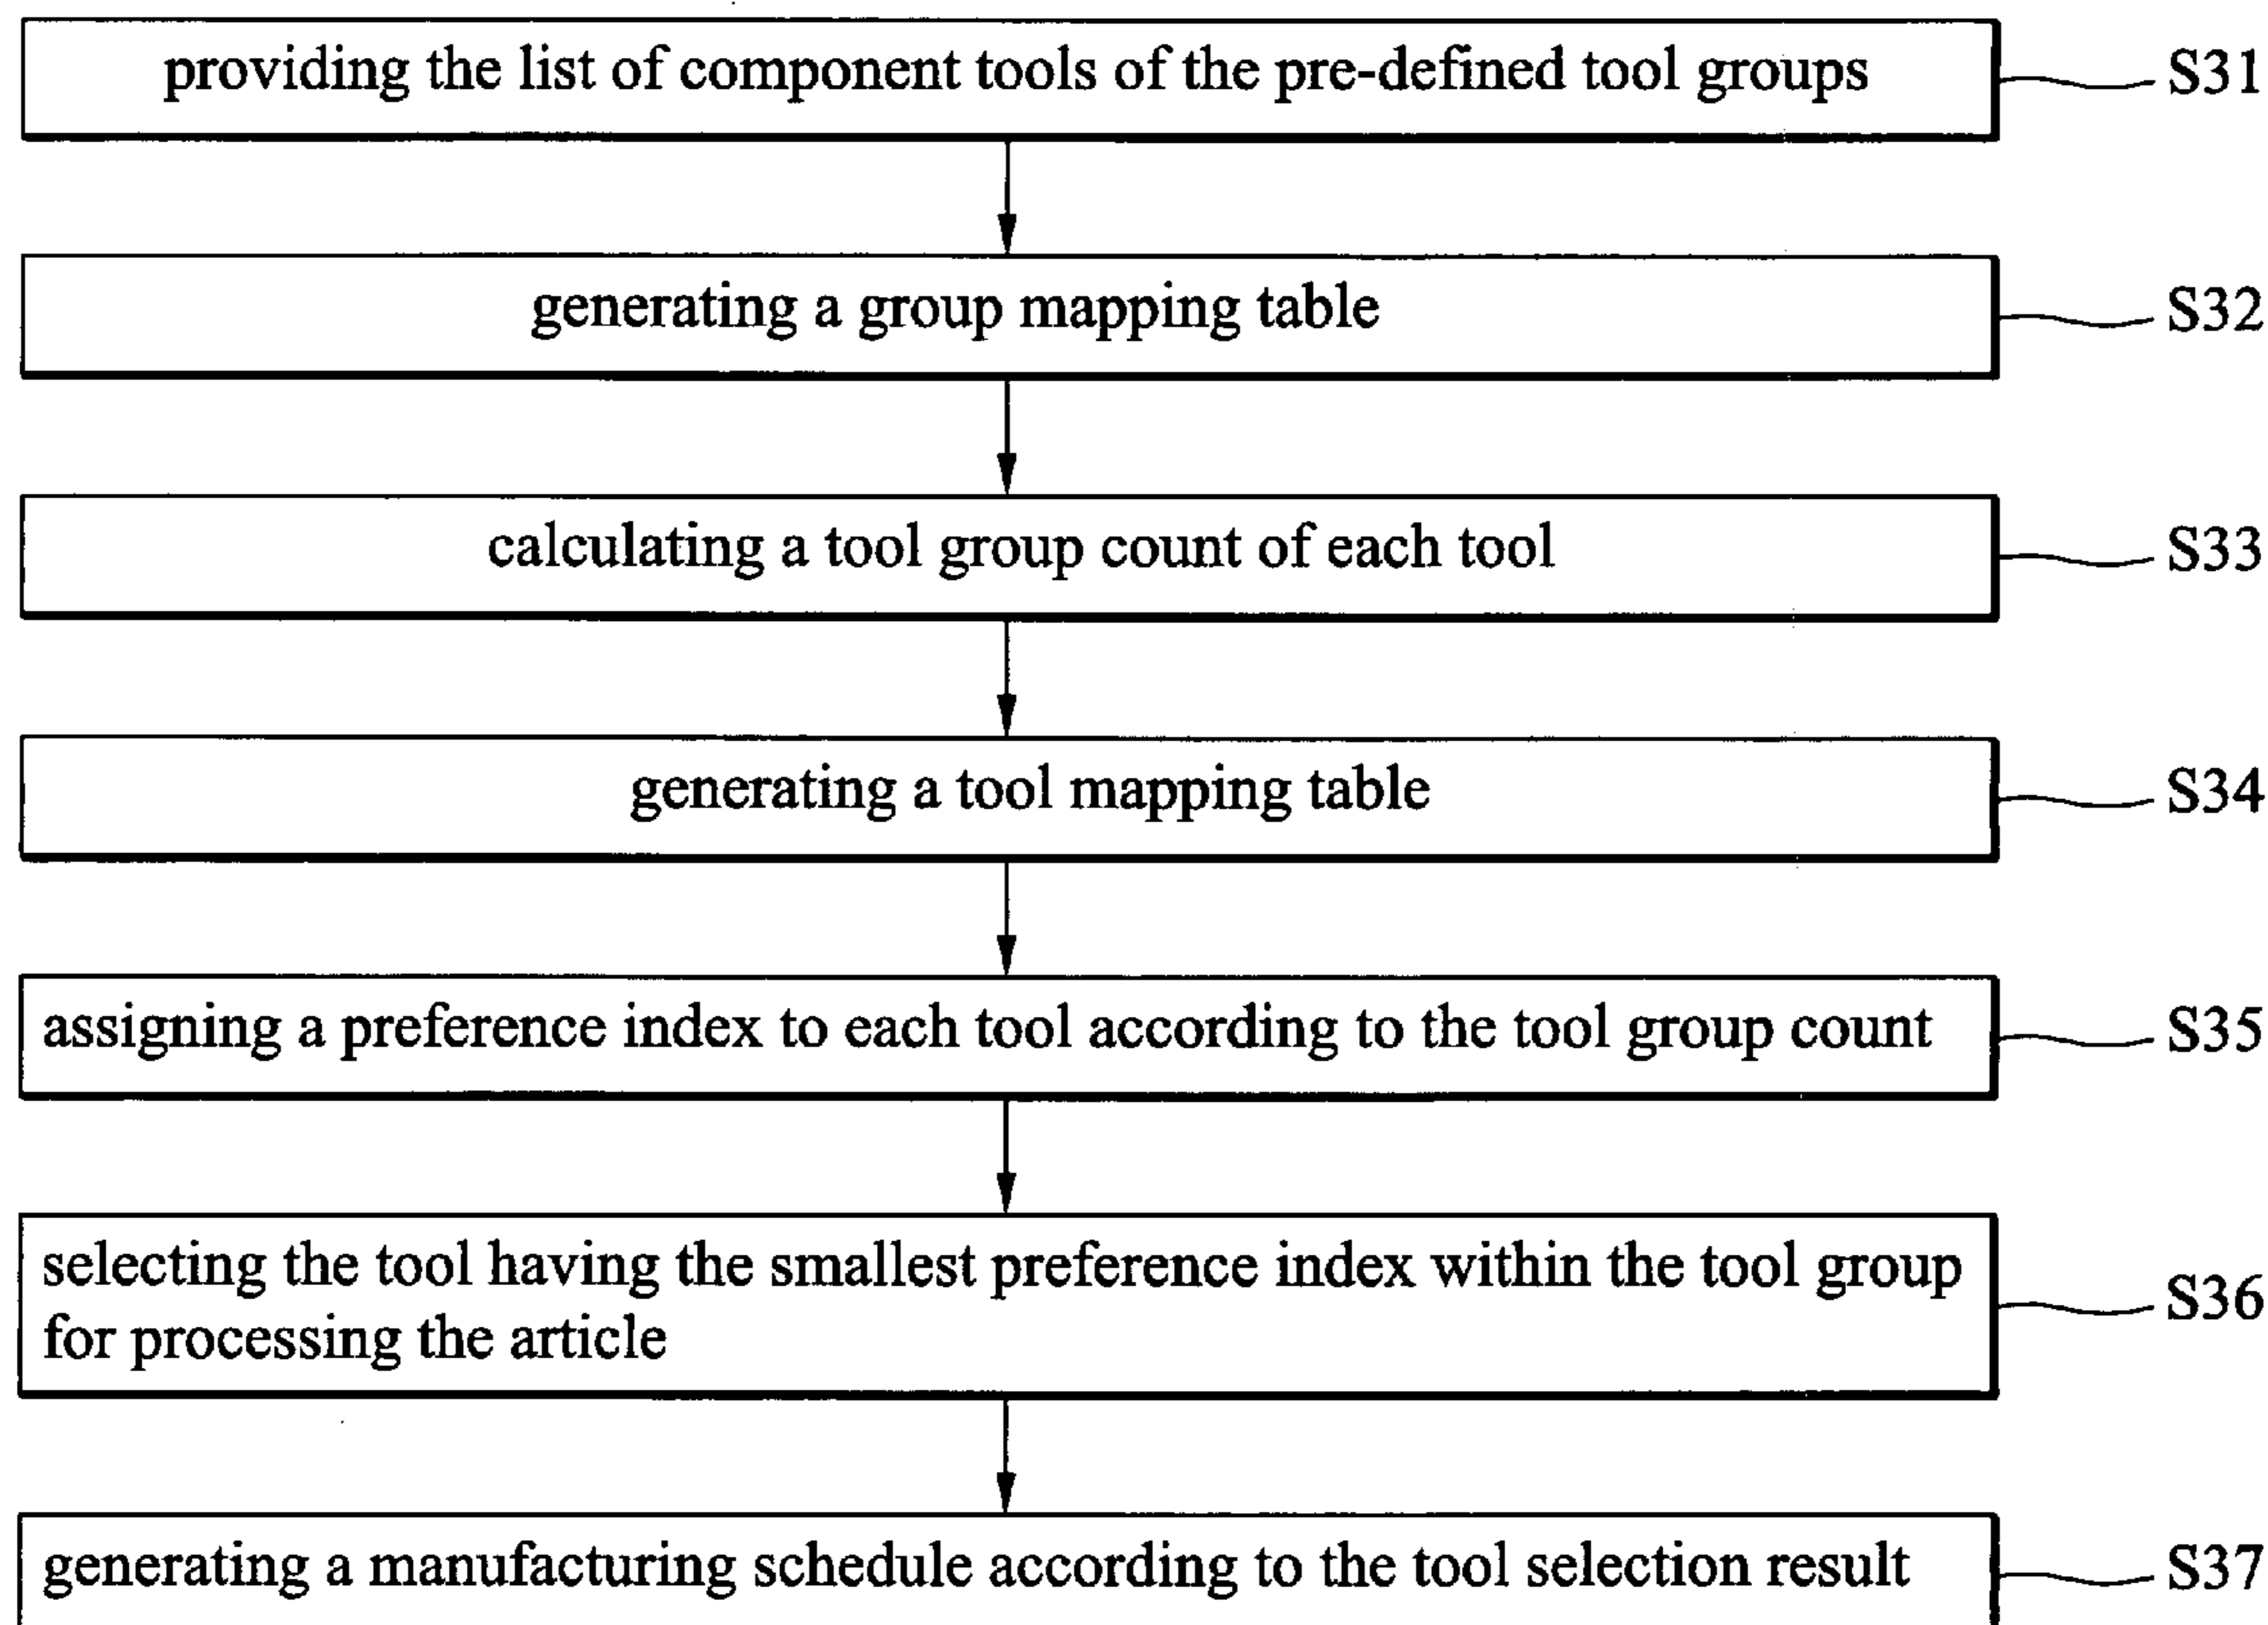 providing the list of component tools of the pre-defined tool groups
S31
generating a group mapping table
S32
calculating a tool group count of each tool
S33
generating a tool mapping table
S34
assigning a preference index to each tool according to the tool group count
S35
selecting the tool having the smallest preference index within the tool group
for processing the article
S36
generating a manufacturing schedule according to the tool selection result
S37